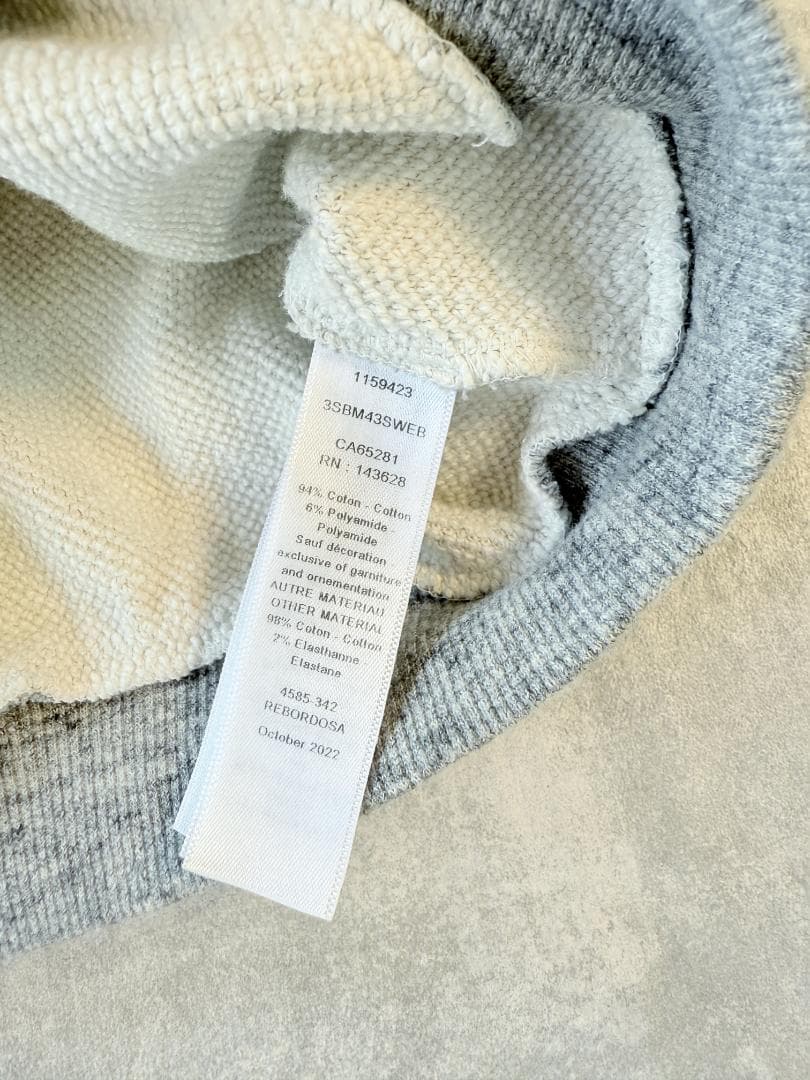 1159423
3SBM43SWEB
CA65281
RN : 143628
94% Coton - Cotton
6% Polyamide -
Polyamide
Sauf décoration
exclusive of garniture
and ornementation
AUTRE MATERIAU
OTHER MATERIAL
98% Coton - Cotton
2% Elasthanne -
Elastane
4585-342
REBORDOSA
October 2022